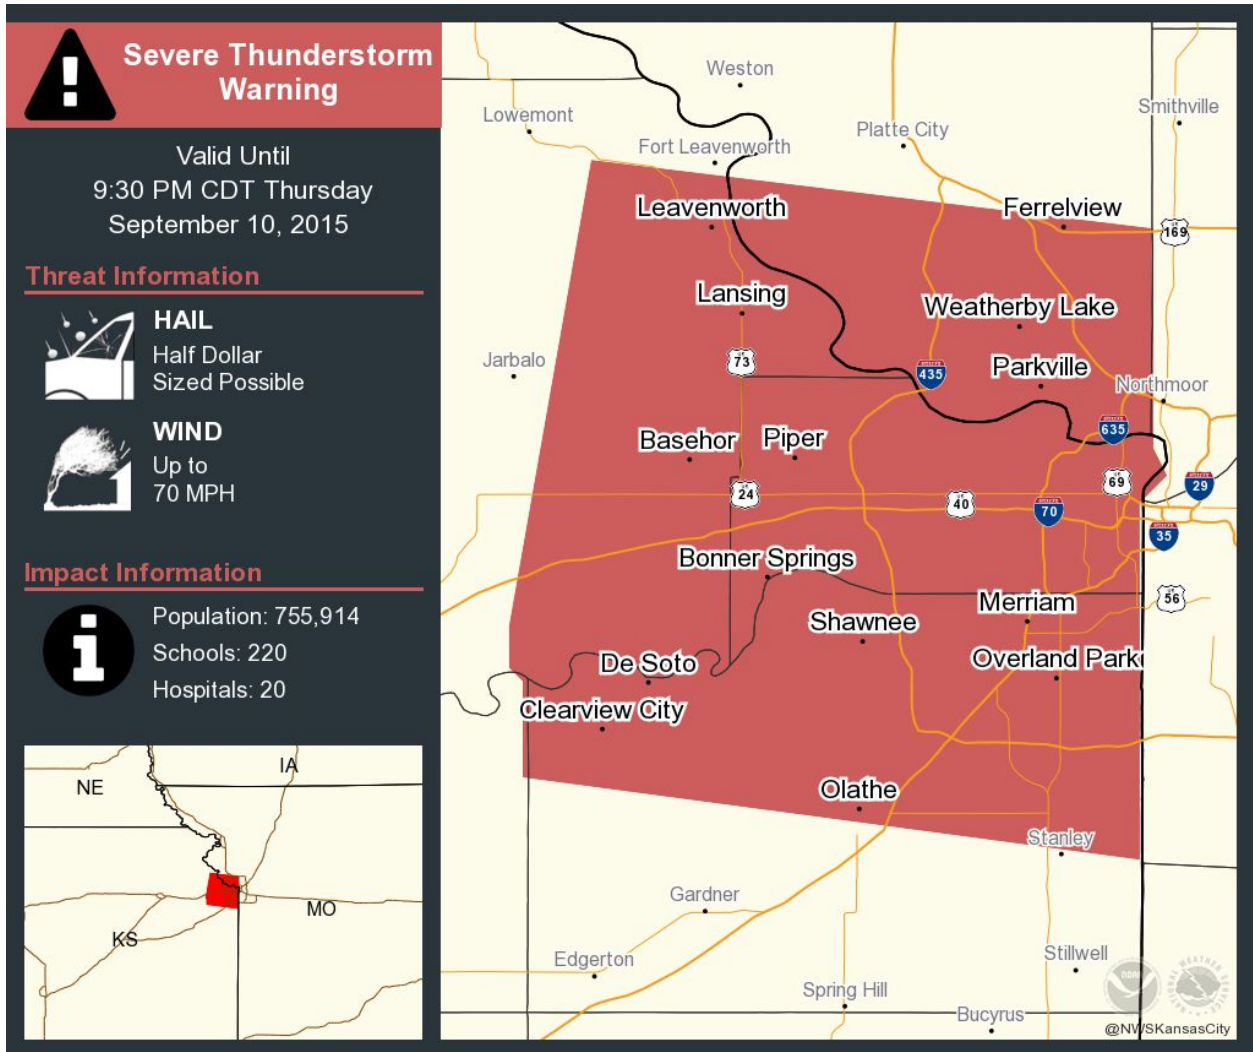 Severe Thunderstorm
Warning
Valid Until
9:30 PM CDT Thursday
September 10, 2015
Threat Information
HAIL
Half Dollar
Sized Possible
WIND
Up to
70 MPH
Impact Information
Population: 755,914
Schools: 220
Hospitals: 20
NE
IA
KS
MO
Weston
Lowemont
Smithville
Platte City
Fort Leavenworth
Leavenworth
Ferrelview
169
Lansing
Weatherby Lake
Jarbalo
73
435
Parkville
Northmoor
635
Basehor
Piper
24
40
69
29
70
35
Bonner Springs
56
Merriam
Shawnee
De Soto
Overland Park
Clearview City
Olathe
Stanley
Gardner
Edgerton
Stillwell
Spring Hill
Bucyrus
NOAA
NATIONAL WEATHER SERVICE
@NWSKansasCity